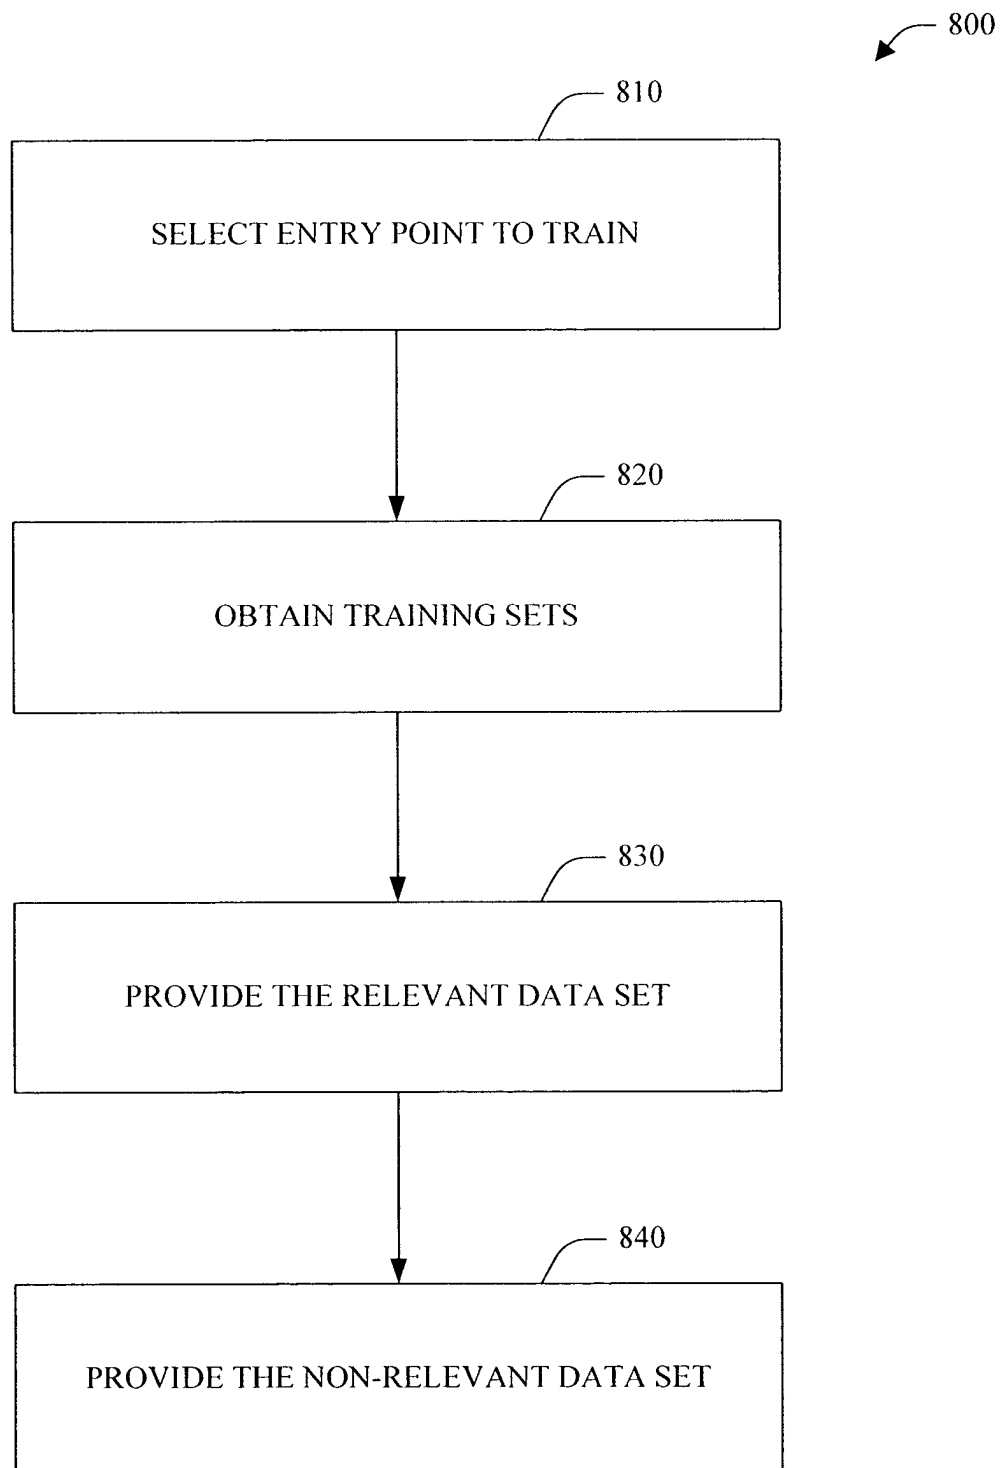 800
810
SELECT ENTRY POINT TO TRAIN
820
OBTAIN TRAINING SETS
830
PROVIDE THE RELEVANT DATA SET
840
PROVIDE THE NON-RELEVANT DATA SET